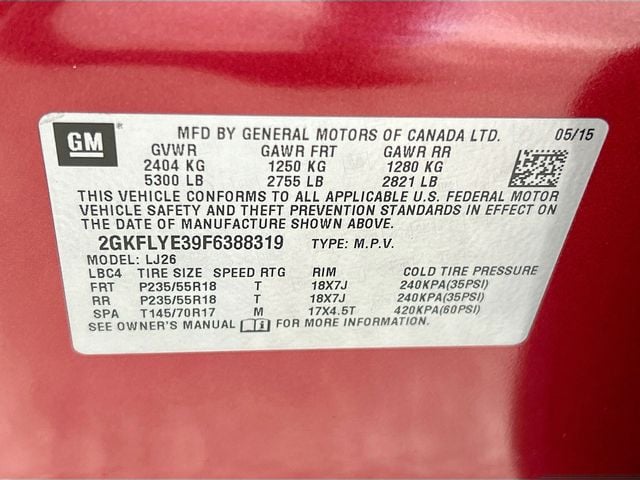 GM® MFD BY GENERAL MOTORS OF CANADA LTD. 05/15
GVWR GAWR FRT GAWR RR
2404 KG 1250 KG 1280 KG
5300 LB 2755 LB 2821 LB
THIS VEHICLE CONFORMS TO ALL APPLICABLE U.S. FEDERAL MOTOR
VEHICLE SAFETY AND THEFT PREVENTION STANDARDS IN EFFECT ON
THE DATE OF MANUFACTURE SHOWN ABOVE.
2GKFLYE39F6388319 TYPE: M.P.V.
MODEL: LJ26
LBC4 TIRE SIZE SPEED RTG RIM COLD TIRE PRESSURE
FRT P235/55R18 T 18X7J 240KPA(35PSI)
RR P235/55R18 T 18X7J 240KPA(35PSI)
SPA T145/70R17 M 17X4.5T 420KPA(60PSI)
SEE OWNER'S MANUAL FOR MORE INFORMATION.